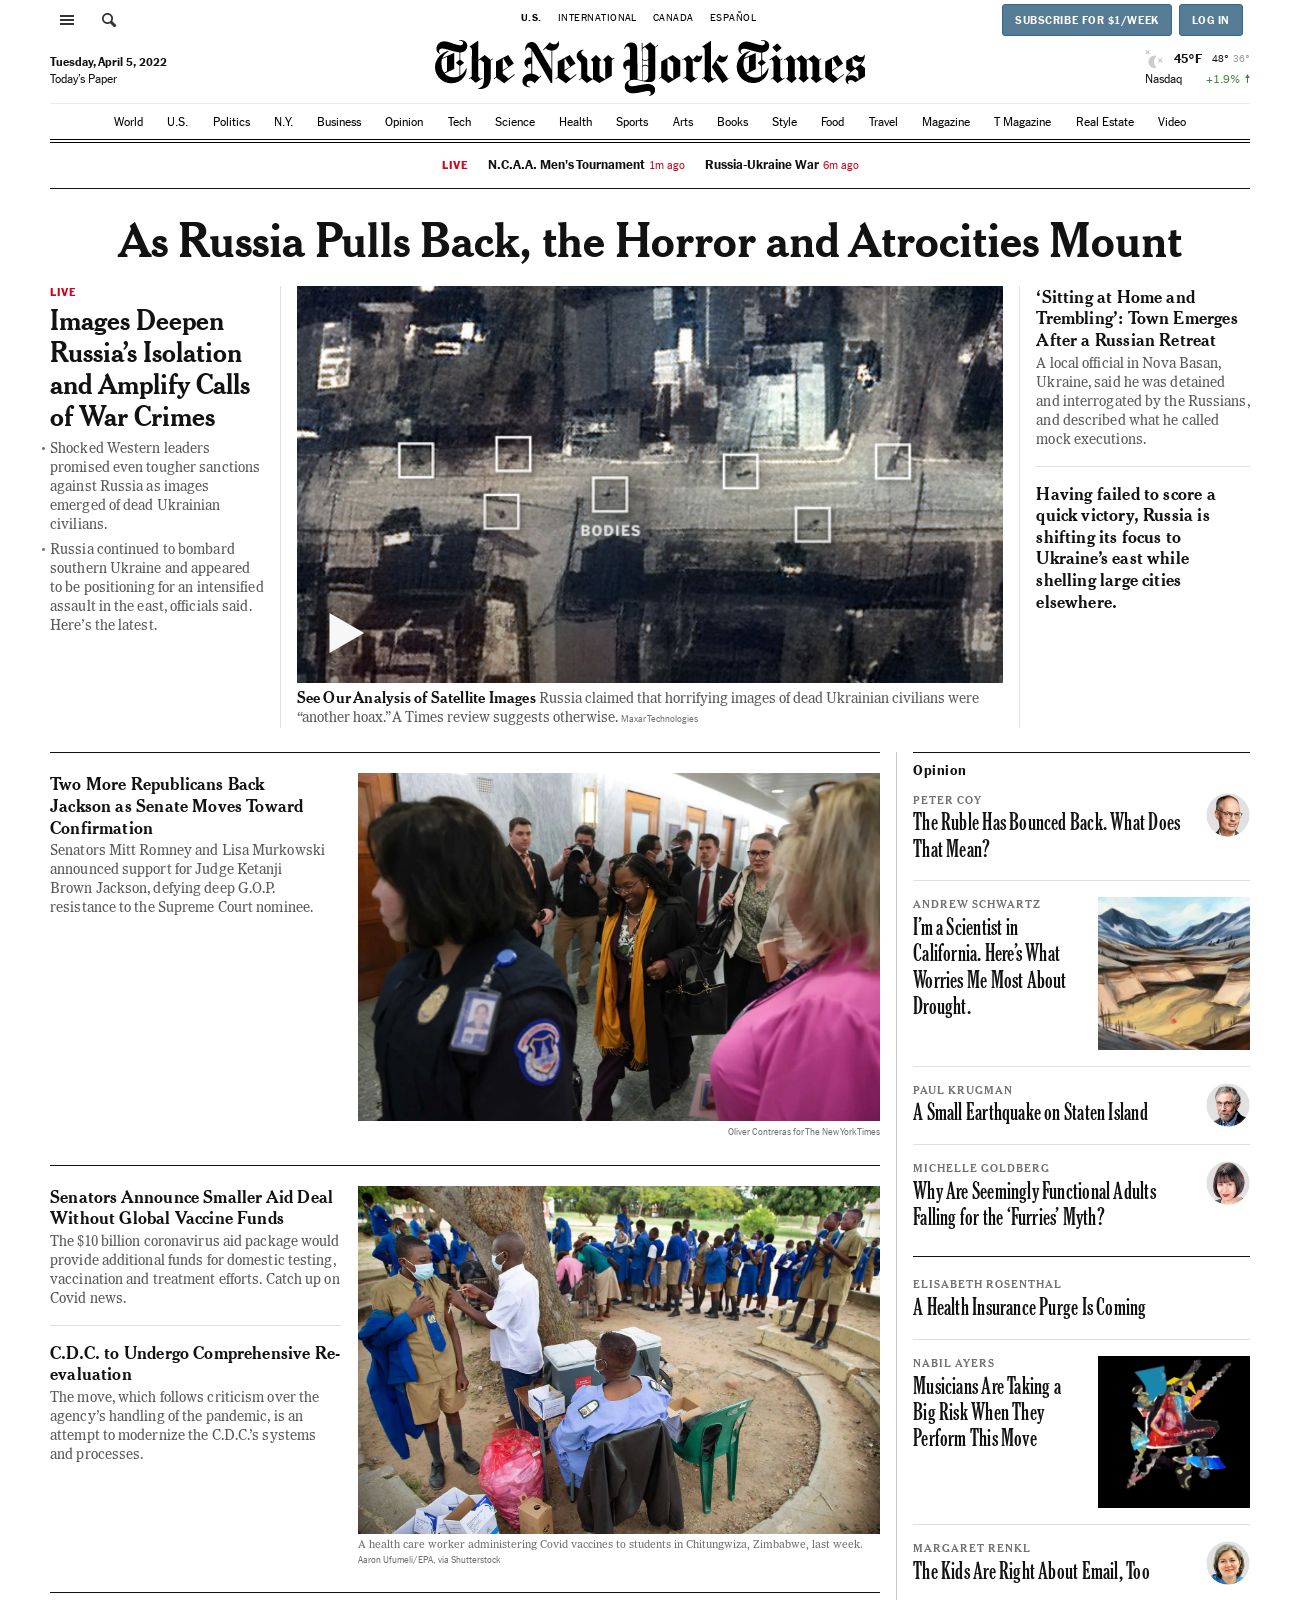 U.S. INTERNATIONAL CANADA ESPAÑOL
SUBSCRIBE FOR $1/WEEK
LOG IN
Tuesday, April 5, 2022
Today's Paper
The New York Times
45°F 48° 36°
Nasdaq +1.9% ↑
World U.S. Politics N.Y. Business Opinion Tech Science Health Sports Arts Books Style Food Travel Magazine T Magazine Real Estate Video
LIVE N.C.A.A. Men's Tournament 1m ago Russia-Ukraine War 6m ago
As Russia Pulls Back, the Horror and Atrocities Mount
LIVE
Images Deepen
Russia’s Isolation
and Amplify Calls
of War Crimes
• Shocked Western leaders
promised even tougher sanctions
against Russia as images
emerged of dead Ukrainian
civilians.
• Russia continued to bombard
southern Ukraine and appeared
to be positioning for an intensified
assault in the east, officials said.
Here’s the latest.
BODIES
See Our Analysis of Satellite Images Russia claimed that horrifying images of dead Ukrainian civilians were
“another hoax.” A Times review suggests otherwise. Maxar Technologies
‘Sitting at Home and
Trembling’: Town Emerges
After a Russian Retreat
A local official in Nova Basan,
Ukraine, said he was detained
and interrogated by the Russians,
and described what he called
mock executions.
Having failed to score a
quick victory, Russia is
shifting its focus to
Ukraine’s east while
shelling large cities
elsewhere.
Two More Republicans Back
Jackson as Senate Moves Toward
Confirmation
Senators Mitt Romney and Lisa Murkowski
announced support for Judge Ketanji
Brown Jackson, defying deep G.O.P.
resistance to the Supreme Court nominee.
Oliver Contreras for The New York Times
Senators Announce Smaller Aid Deal
Without Global Vaccine Funds
The $10 billion coronavirus aid package would
provide additional funds for domestic testing,
vaccination and treatment efforts. Catch up on
Covid news.
C.D.C. to Undergo Comprehensive Re-
evaluation
The move, which follows criticism over the
agency’s handling of the pandemic, is an
attempt to modernize the C.D.C.’s systems
and processes.
A health care worker administering Covid vaccines to students in Chitungwiza, Zimbabwe, last week.
Aaron Ufumeli/EPA, via Shutterstock
Opinion
PETER COY
The Ruble Has Bounced Back. What Does
That Mean?
ANDREW SCHWARTZ
I’m a Scientist in
California. Here’s What
Worries Me Most About
Drought.
PAUL KRUGMAN
A Small Earthquake on Staten Island
MICHELLE GOLDBERG
Why Are Seemingly Functional Adults
Falling for the ‘Furries’ Myth?
ELISABETH ROSENTHAL
A Health Insurance Purge Is Coming
NABIL AYERS
Musicians Are Taking a
Big Risk When They
Perform This Move
MARGARET RENKL
The Kids Are Right About Email, Too